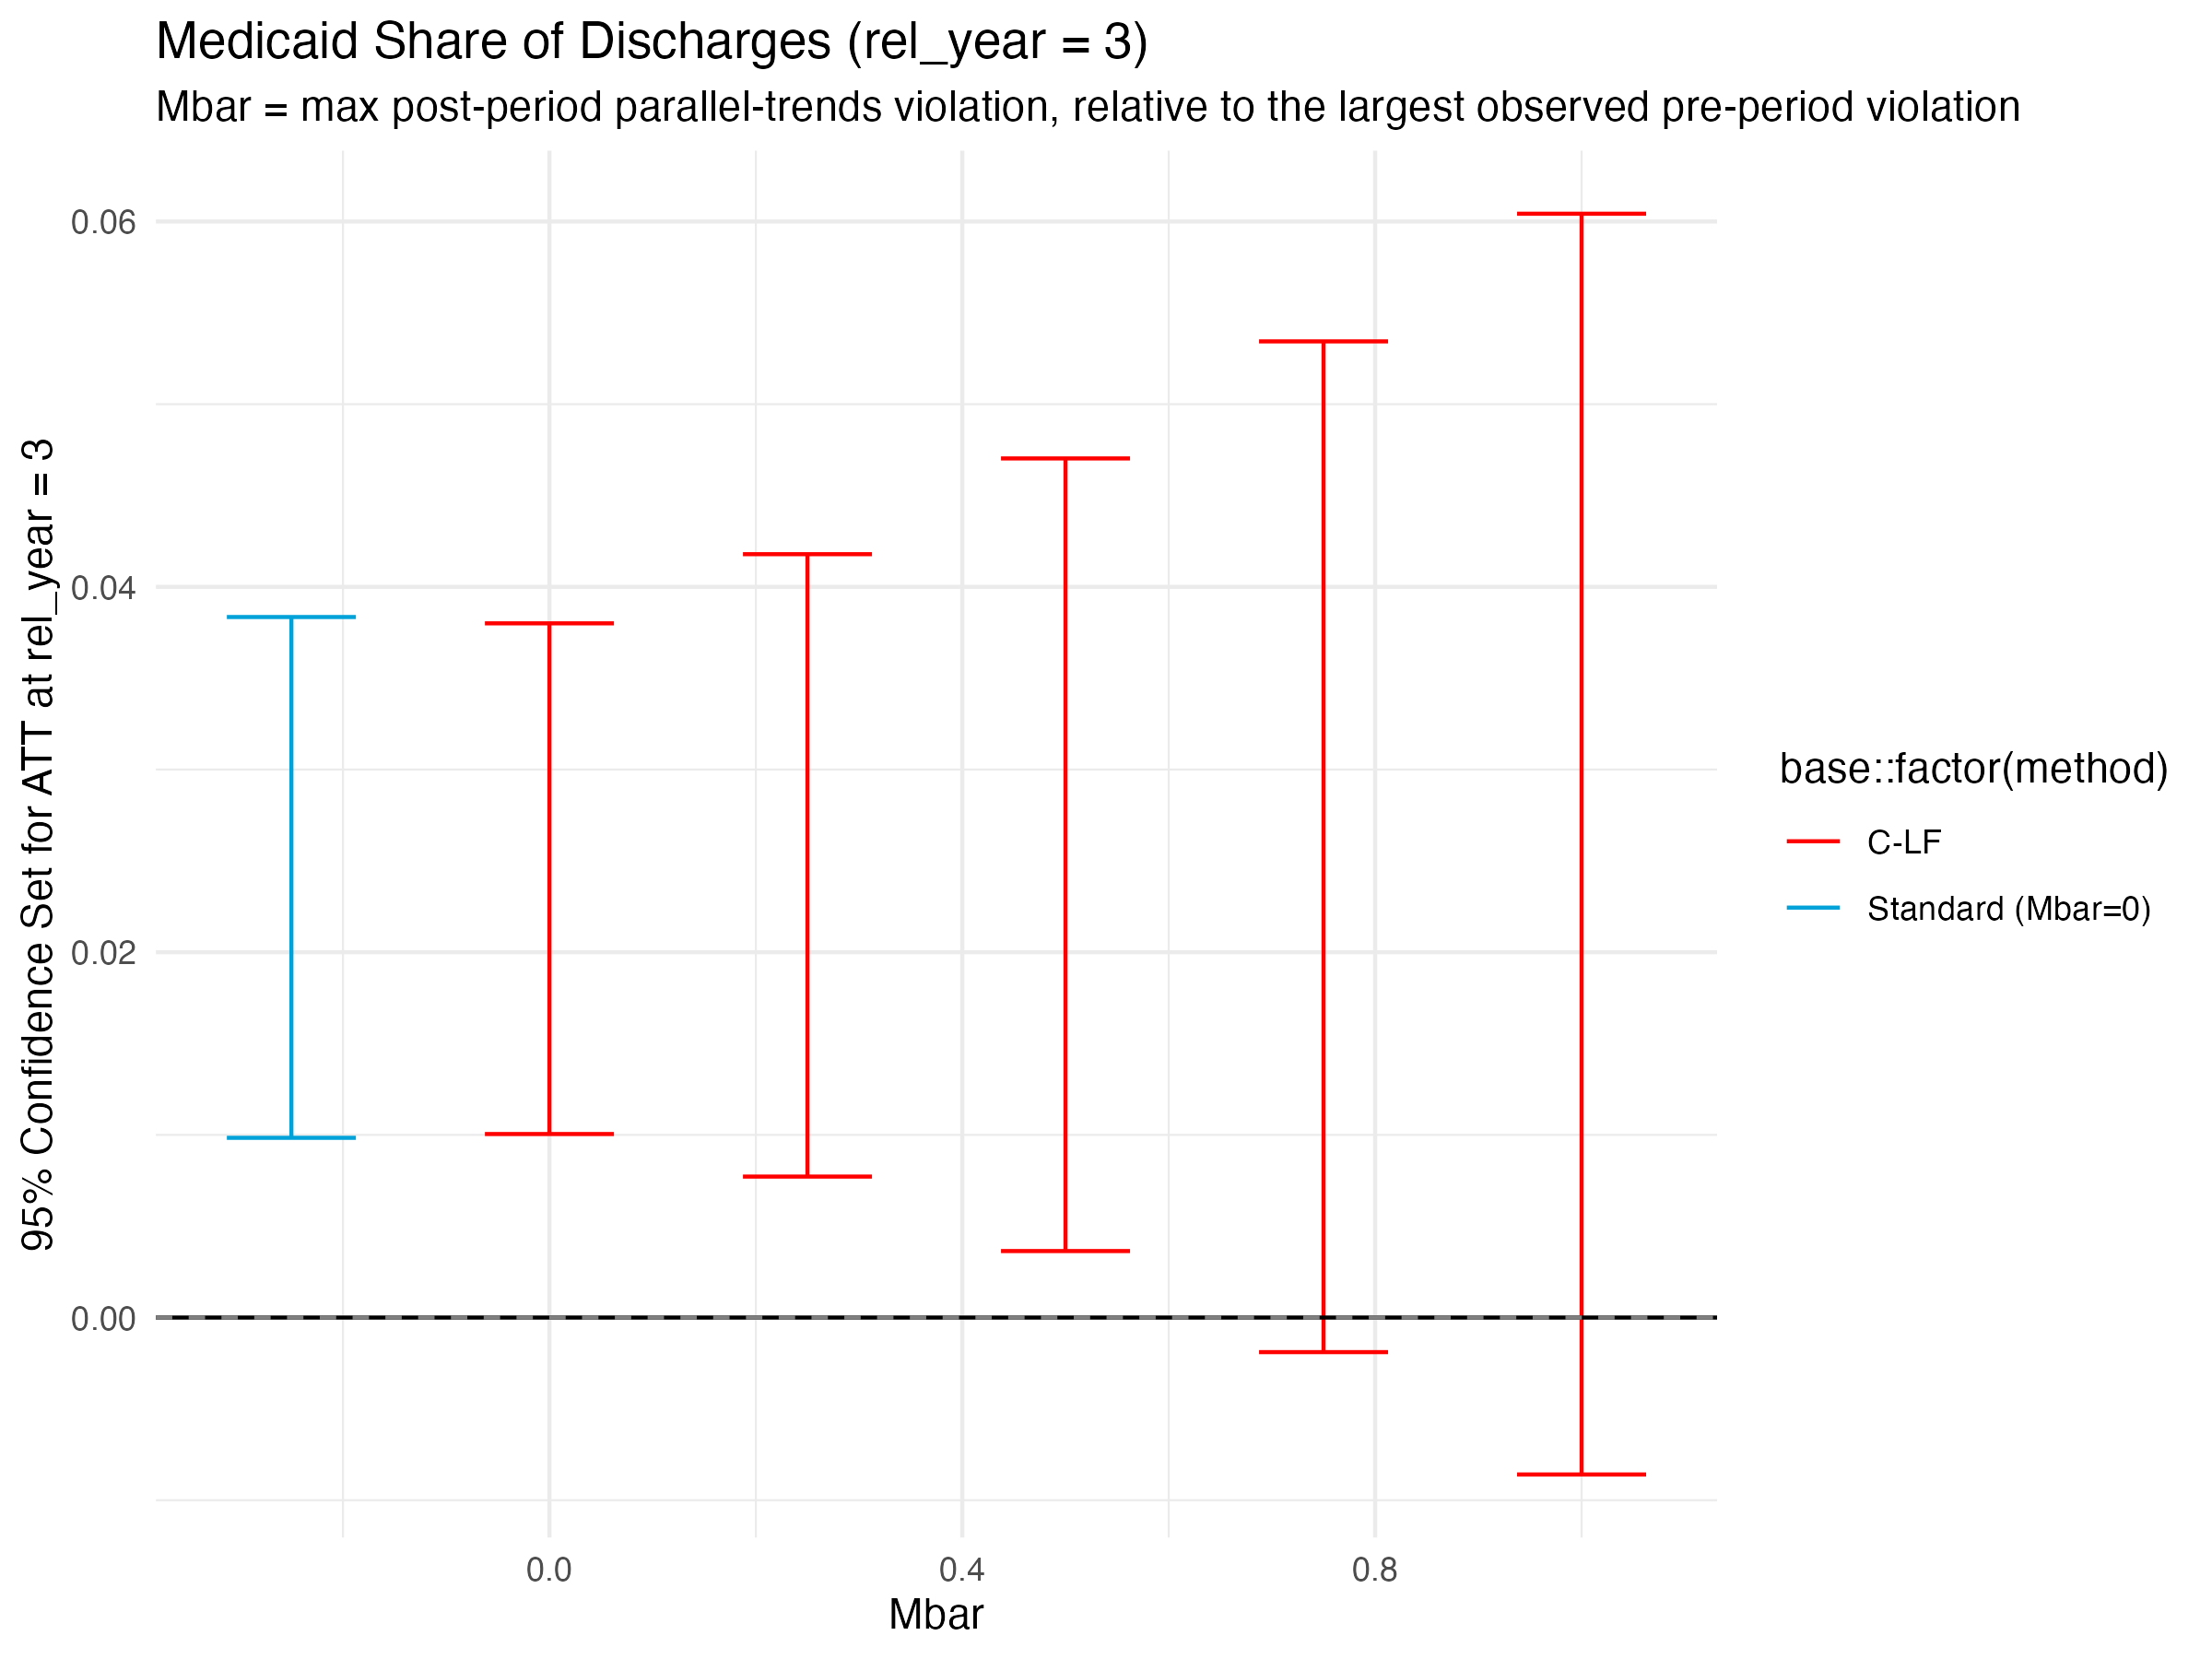 Medicaid Share of Discharges (rel_year = 3)
Mbar = max post-period parallel-trends violation, relative to the largest observed pre-period violation
95% Confidence Set for ATT at rel_year = 3
0.06
0.04
0.02
0.00
0.0
0.4
0.8
Mbar
base::factor(method)
C-LF
Standard (Mbar=0)